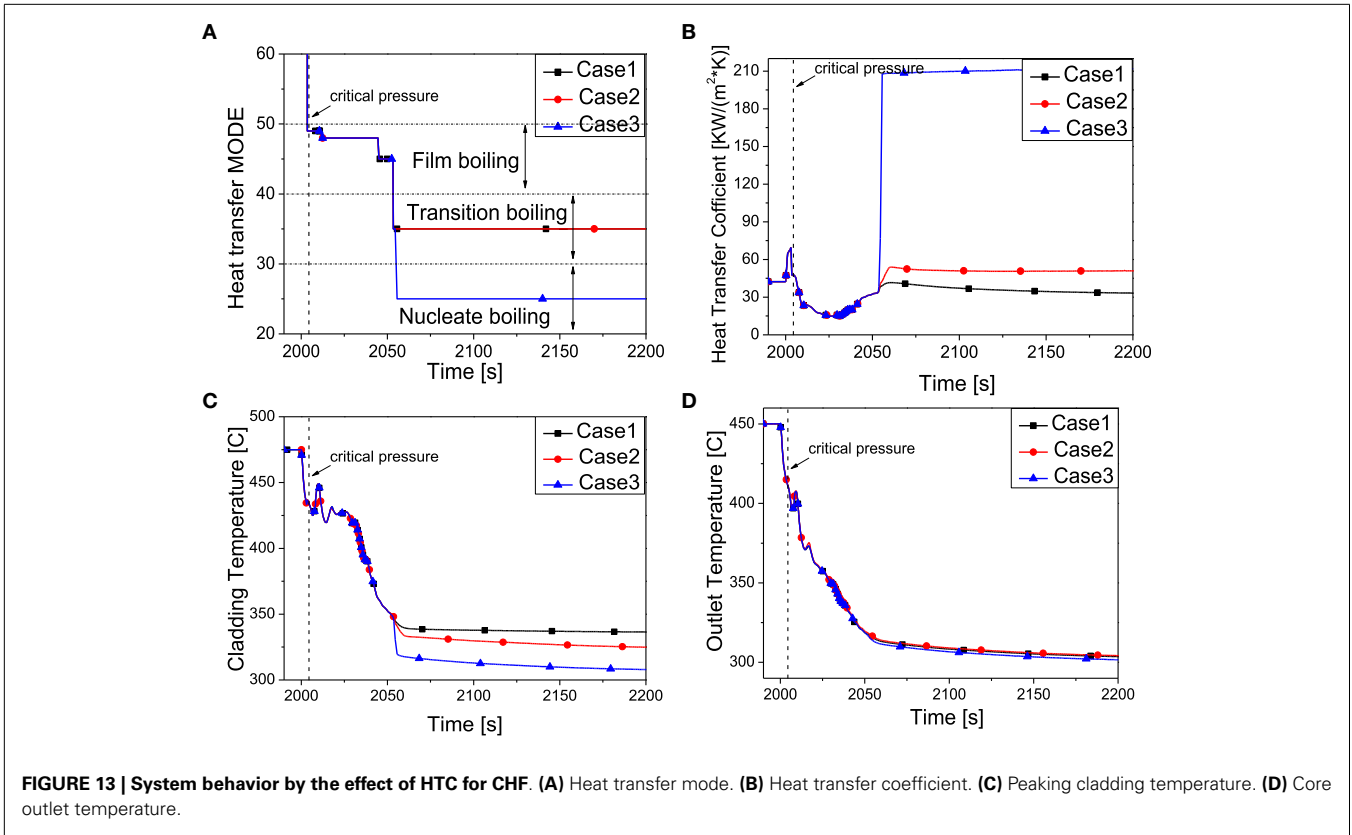 A
60
50
40
30
20
Heat transfer MODE
critical pressure
Case1
Case2
Case3
Film boiling
Transition boiling
Nucleate boiling
2000 2050 2100 2150 2200
Time [s]
B
210
180
150
120
90
60
30
0
Heat Transfer Cofficient [KW/(m²*K)]
critical pressure
Case1
Case2
Case3
2000 2050 2100 2150 2200
Time [s]
C
500
450
400
350
300
Cladding Temperature [C]
critical pressure
Case1
Case2
Case3
2000 2050 2100 2150 2200
Time [s]
D
450
400
350
300
Outlet Temperature [C]
critical pressure
Case1
Case2
Case3
2000 2050 2100 2150 2200
Time [s]
FIGURE 13 | System behavior by the effect of HTC for CHF. (A) Heat transfer mode. (B) Heat transfer coefficient. (C) Peaking cladding temperature. (D) Core
outlet temperature.